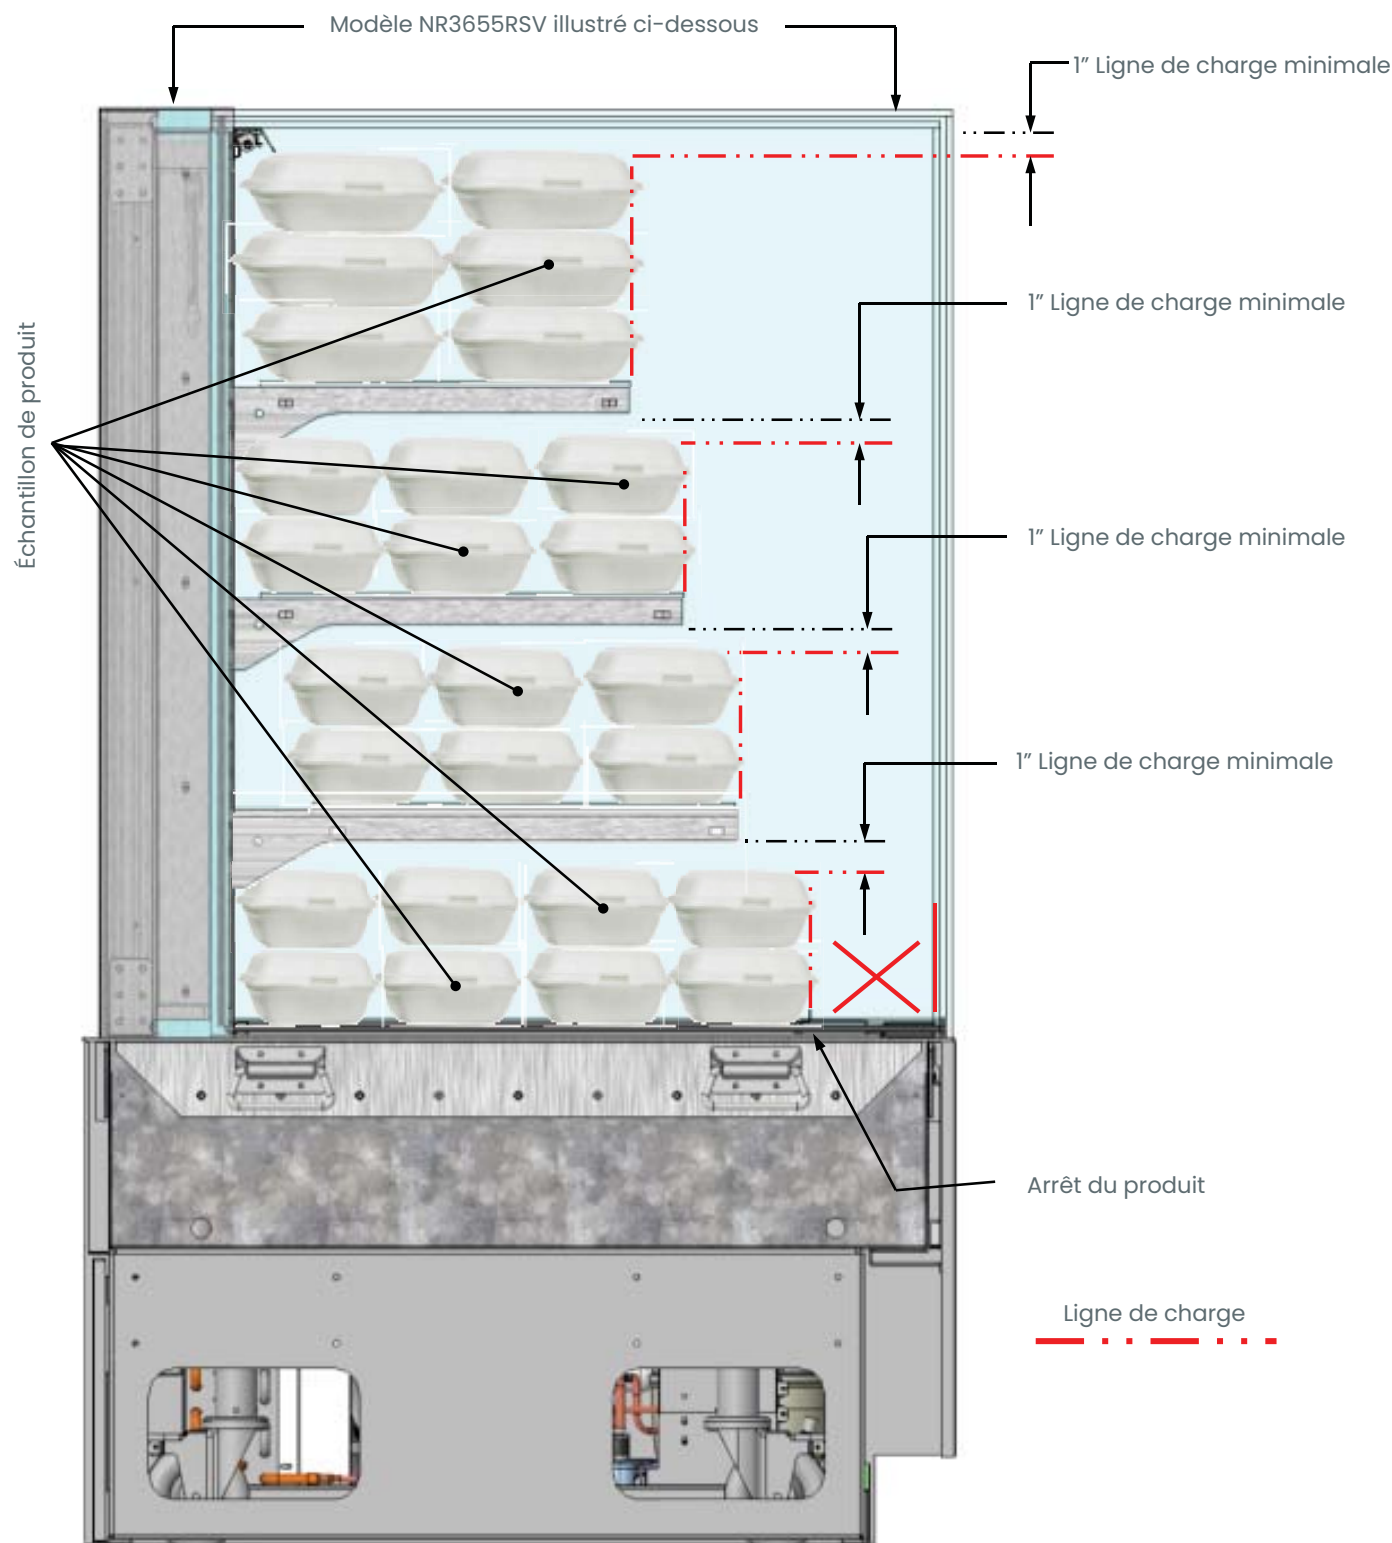 Modèle NR3655RSV illustré ci-dessous
1” Ligne de charge minimale
1” Ligne de charge minimale
Échantillon de produit
1” Ligne de charge minimale
1” Ligne de charge minimale
Arrêt du produit
Ligne de charge